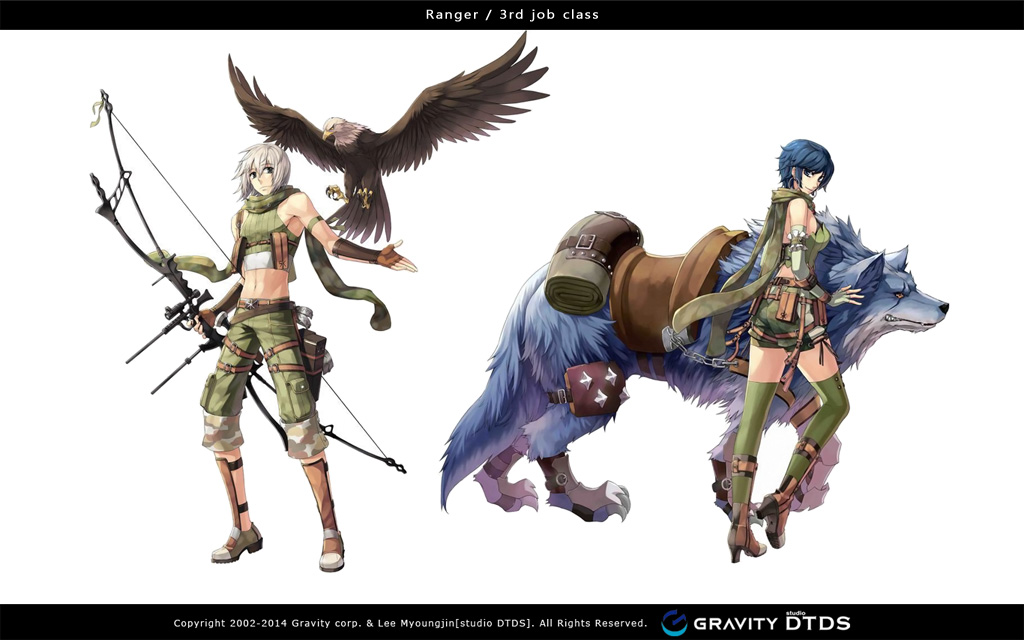 Ranger / 3rd job class
Copyright 2002-2014 Gravity corp. & Lee Myoungjin[studio DTDS]. All Rights Reserved.
GRAVITY studio DTDS